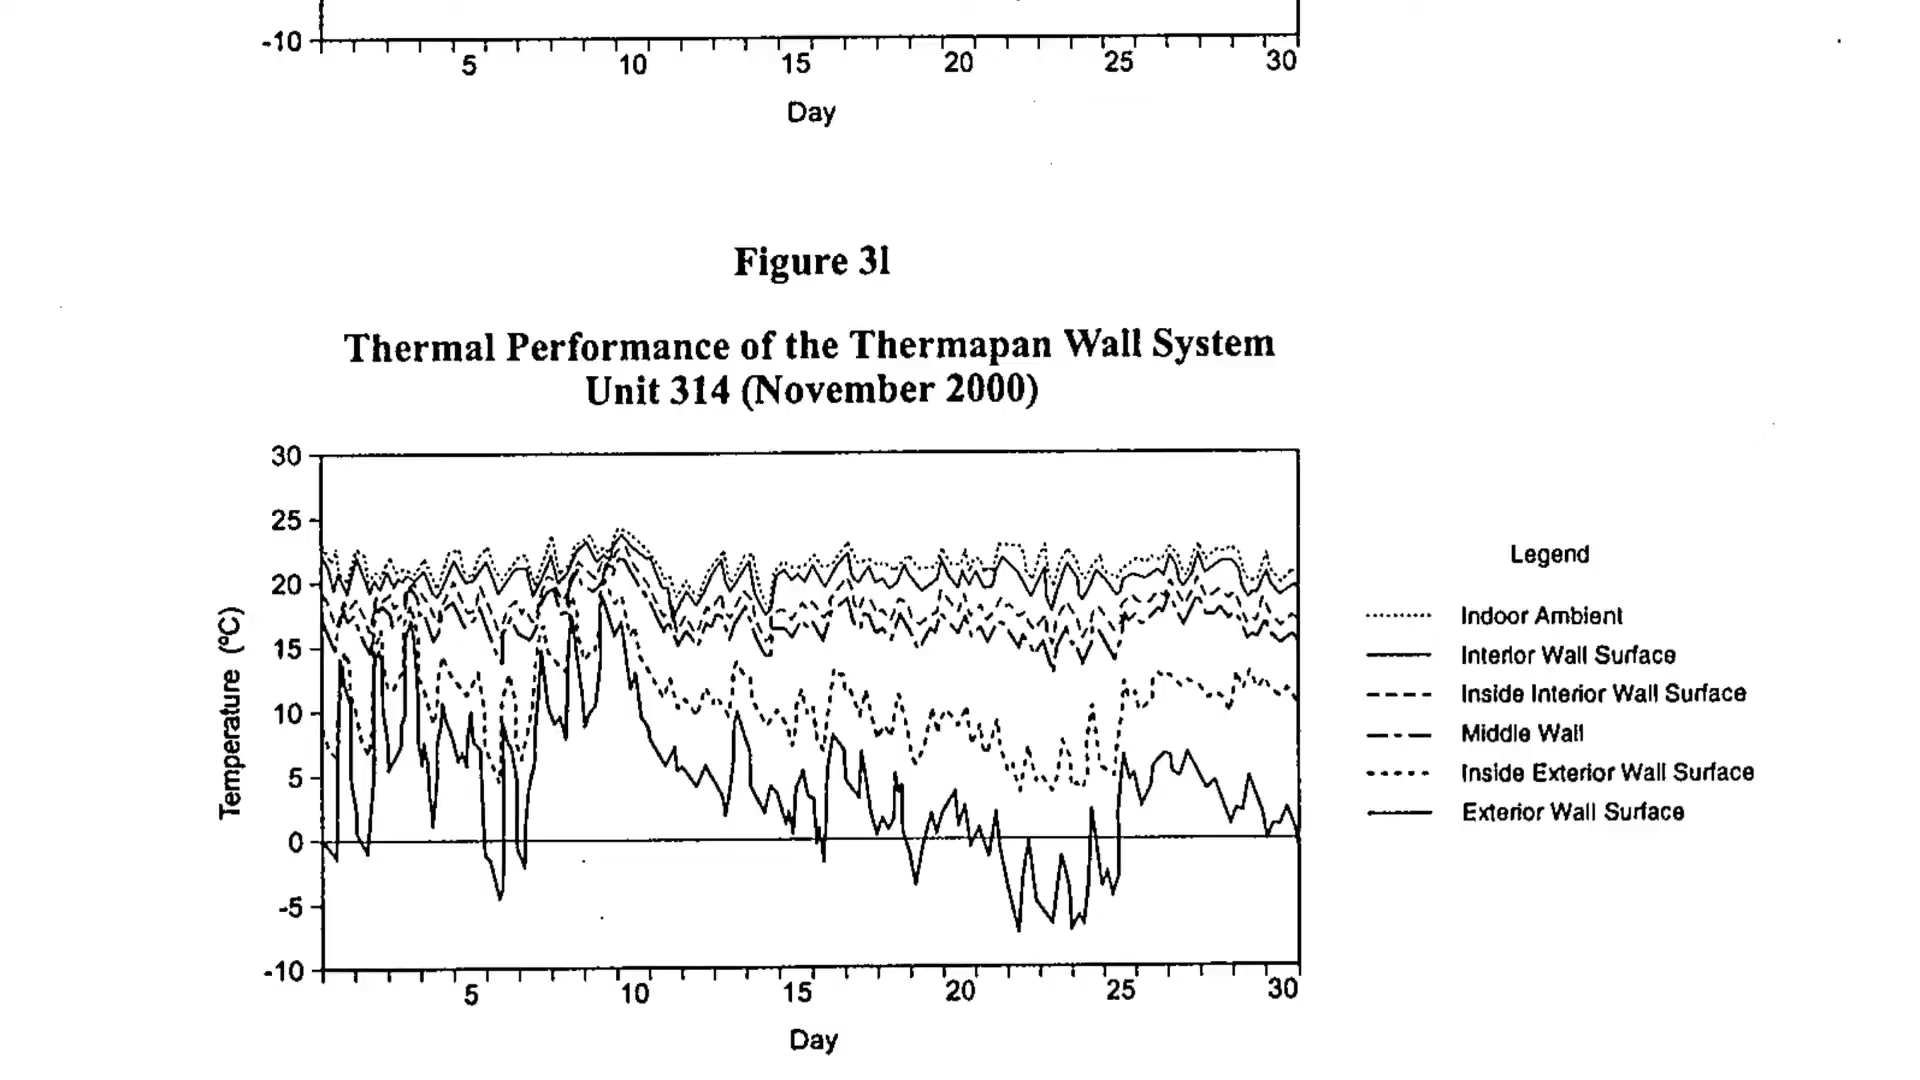 -10
5 10 15 20 25 30
Day
Figure 3l
Thermal Performance of the Thermapan Wall System
Unit 314 (November 2000)
30
25
20
15
10
5
0
-5
-10
Temperature (ºC)
5 10 15 20 25 30
Day
Legend
Indoor Ambient
Interior Wall Surface
Inside Interior Wall Surface
Middle Wall
Inside Exterior Wall Surface
Exterior Wall Surface